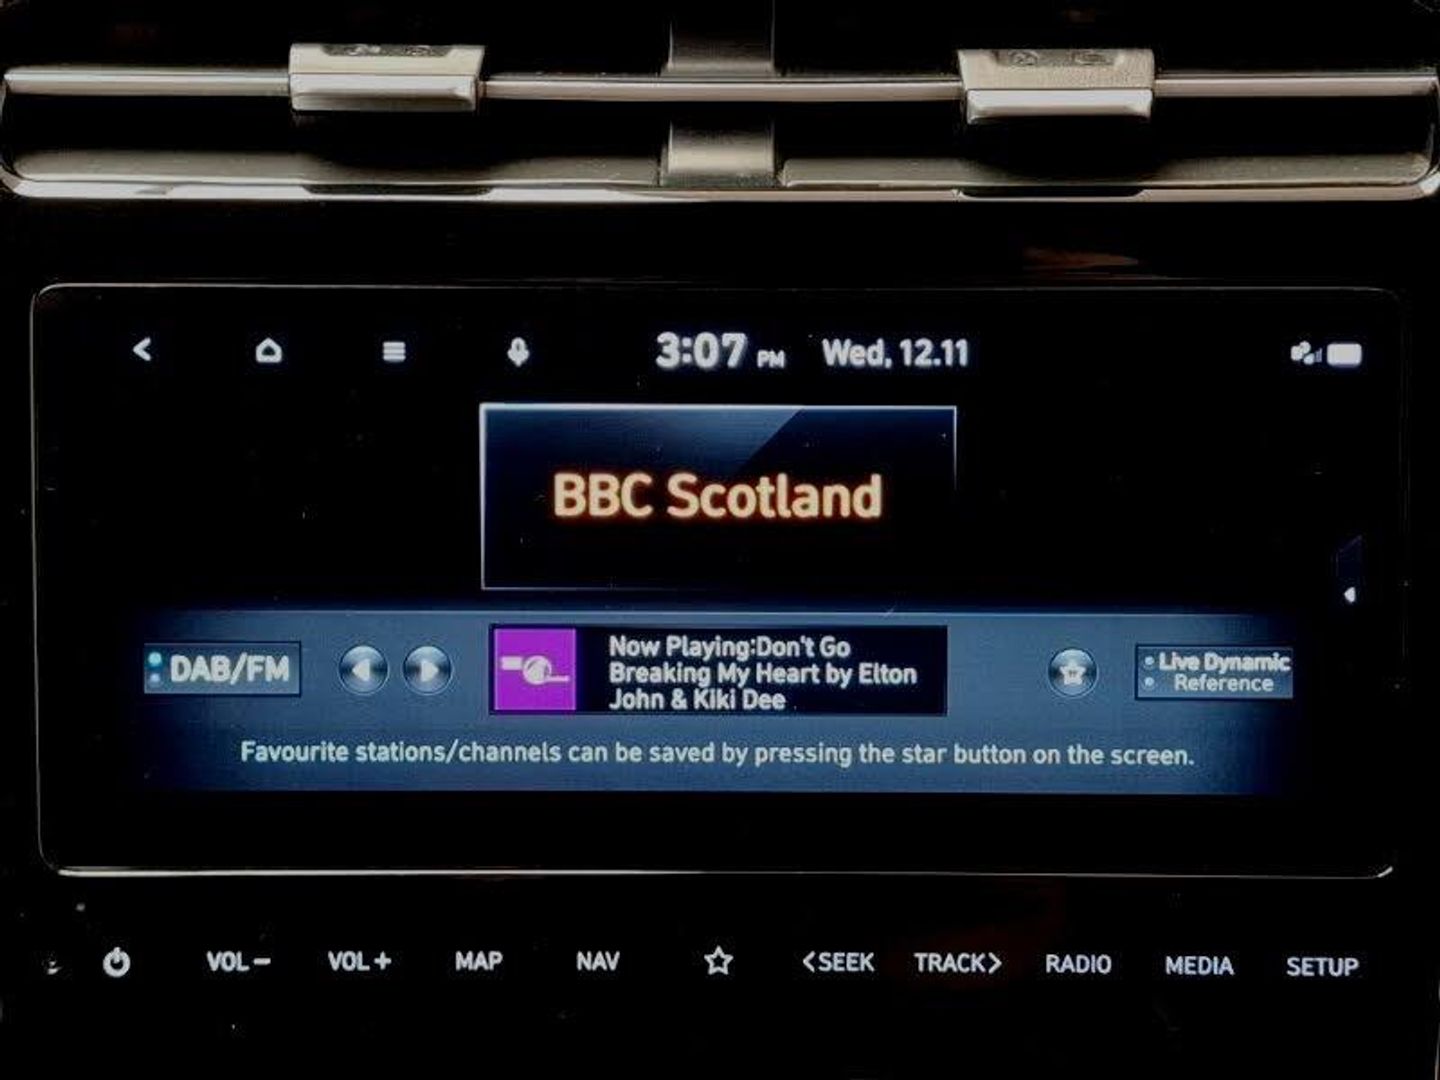 3:07 PM Wed, 12.11
BBC Scotland
DAB/FM
Now Playing:Don't Go
Breaking My Heart by Elton
John & Kiki Dee
Live Dynamic
Reference
Favourite stations/channels can be saved by pressing the star button on the screen.
VOL− VOL+ MAP NAV <SEEK TRACK> RADIO MEDIA SETUP